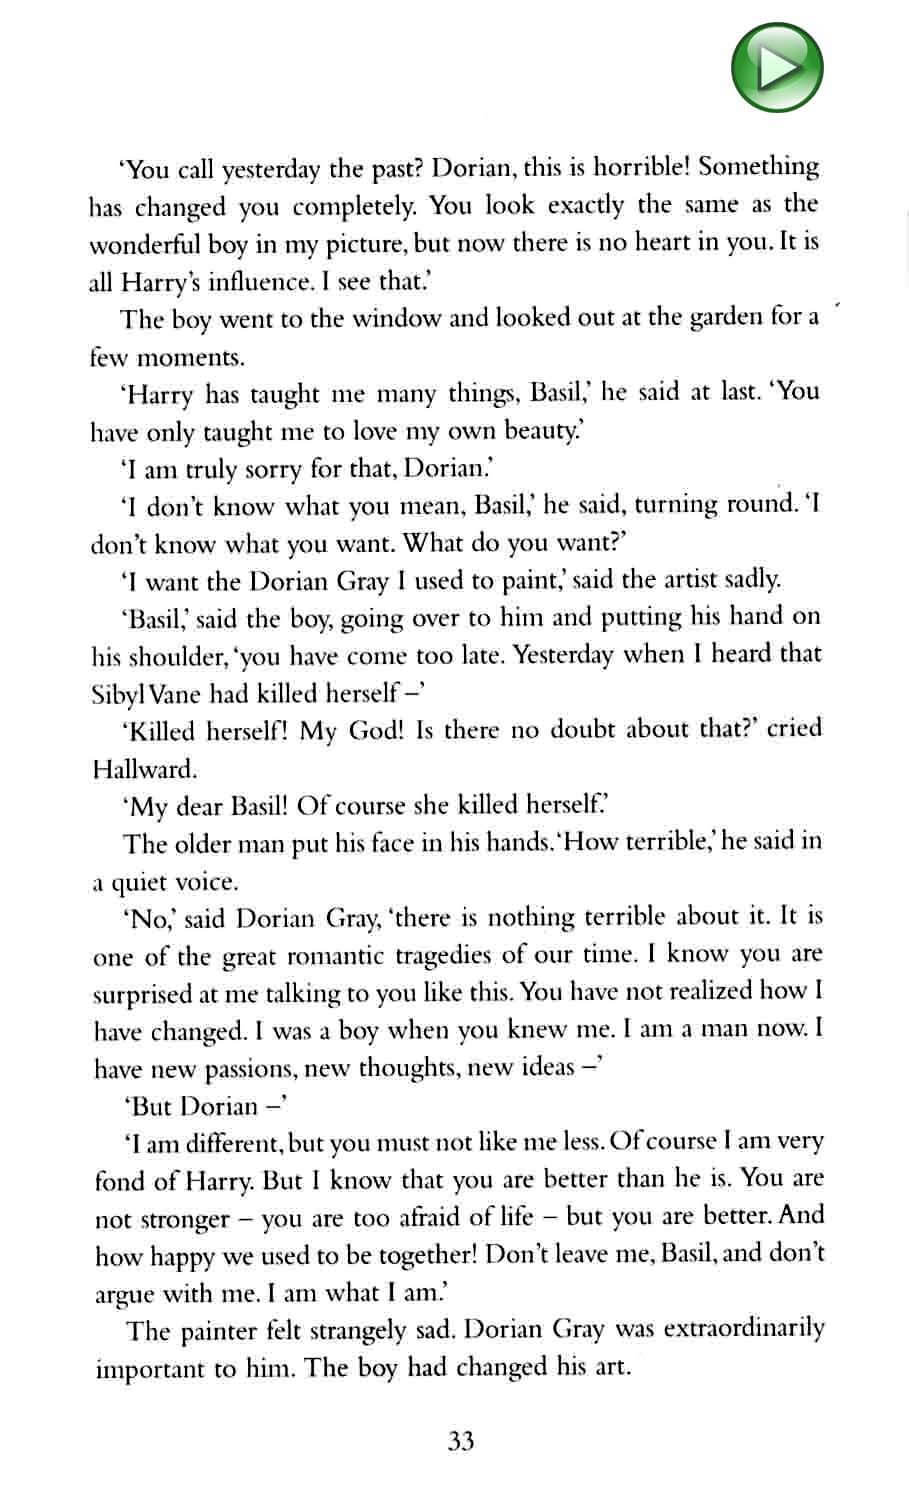 ‘You call yesterday the past? Dorian, this is horrible! Something
has changed you completely. You look exactly the same as the
wonderful boy in my picture, but now there is no heart in you. It is
all Harry’s influence. I see that.’
The boy went to the window and looked out at the garden for a
few moments.
‘Harry has taught me many things, Basil,’ he said at last. ‘You
have only taught me to love my own beauty.’
‘I am truly sorry for that, Dorian.’
‘I don’t know what you mean, Basil,’ he said, turning round. ‘I
don’t know what you want. What do you want?’
‘I want the Dorian Gray I used to paint,’ said the artist sadly.
‘Basil,’ said the boy, going over to him and putting his hand on
his shoulder, ‘you have come too late. Yesterday when I heard that
Sibyl Vane had killed herself –’
‘Killed herself! My God! Is there no doubt about that?’ cried
Hallward.
‘My dear Basil! Of course she killed herself.’
The older man put his face in his hands. ‘How terrible,’ he said in
a quiet voice.
‘No,’ said Dorian Gray, ‘there is nothing terrible about it. It is
one of the great romantic tragedies of our time. I know you are
surprised at me talking to you like this. You have not realized how I
have changed. I was a boy when you knew me. I am a man now. I
have new passions, new thoughts, new ideas –’
‘But Dorian –’
‘I am different, but you must not like me less. Of course I am very
fond of Harry. But I know that you are better than he is. You are
not stronger – you are too afraid of life – but you are better. And
how happy we used to be together! Don’t leave me, Basil, and don’t
argue with me. I am what I am.’
The painter felt strangely sad. Dorian Gray was extraordinarily
important to him. The boy had changed his art.
33